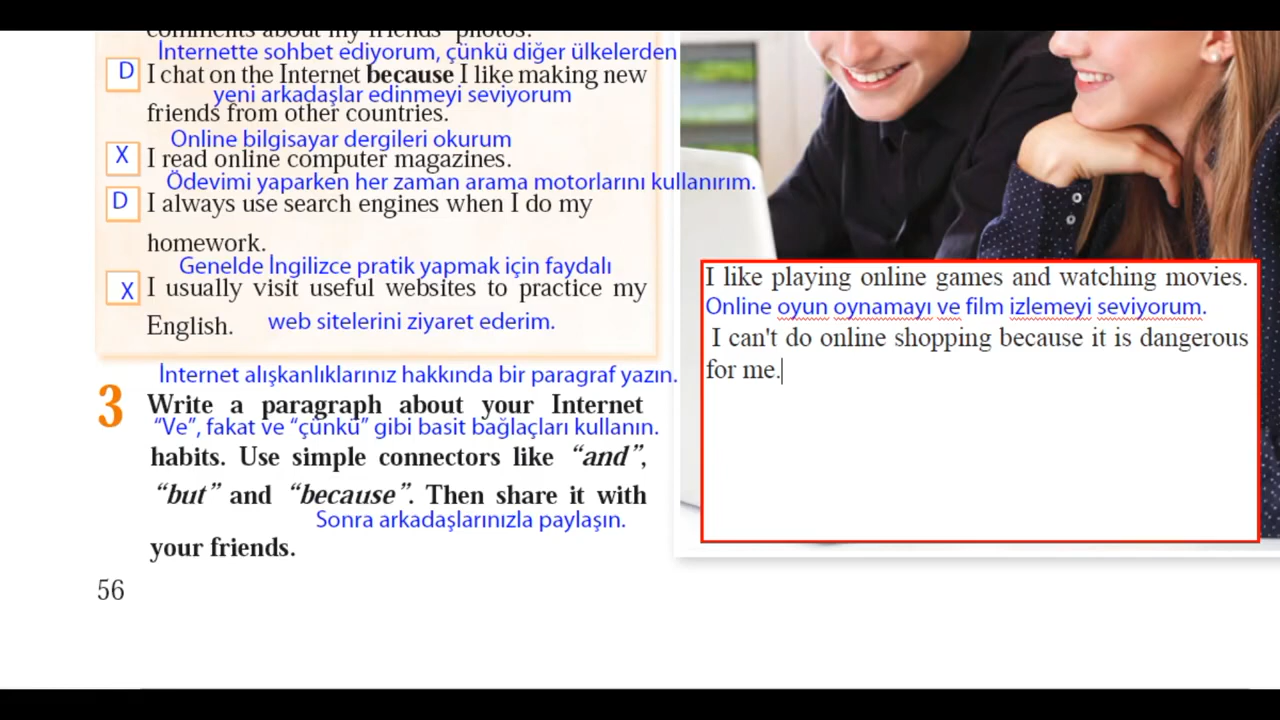 comments about my friends' photos.
İnternette sohbet ediyorum, çünkü diğer ülkelerden
D I chat on the Internet because I like making new
yeni arkadaşlar edinmeyi seviyorum
friends from other countries.
Online bilgisayar dergileri okurum
X I read online computer magazines.
Ödevimi yaparken her zaman arama motorlarını kullanırım.
D I always use search engines when I do my
homework.
Genelde İngilizce pratik yapmak için faydalı
X I usually visit useful websites to practice my
English. web sitelerini ziyaret ederim.
İnternet alışkanlıklarınız hakkında bir paragraf yazın.
3 Write a paragraph about your Internet
“Ve”, fakat ve “çünkü” gibi basit bağlaçları kullanın.
habits. Use simple connectors like “and”,
“but” and “because”. Then share it with
Sonra arkadaşlarınızla paylaşın.
your friends.
56
I like playing online games and watching movies.
Online oyun oynamayı ve film izlemeyi seviyorum.
I can't do online shopping because it is dangerous
for me.